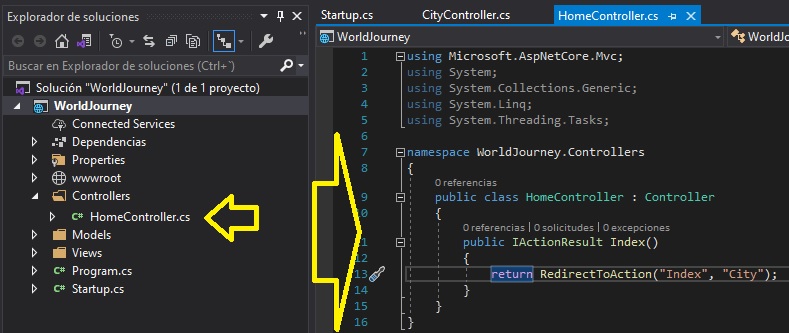 Explorador de soluciones
Buscar en Explorador de soluciones (Ctrl+¨)
Solución "WorldJourney" (1 de 1 proyecto)
WorldJourney
Connected Services
Dependencias
Properties
wwwroot
Controllers
C# HomeController.cs
Models
Views
C# Program.cs
C# Startup.cs
Startup.cs
CityController.cs
HomeController.cs
WorldJourney
WorldJo
1 using Microsoft.AspNetCore.Mvc;
2 using System;
3 using System.Collections.Generic;
4 using System.Linq;
5 using System.Threading.Tasks;
6
7 namespace WorldJourney.Controllers
8 {
0 referencias
9 public class HomeController : Controller
10 {
0 referencias | 0 solicitudes | 0 excepciones
11 public IActionResult Index()
12 {
13 return RedirectToAction("Index", "City");
14 }
15 }
16 }